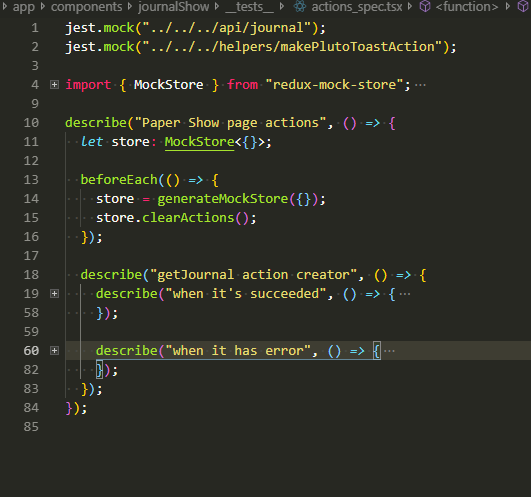 app > components > journalShow > __tests__ > actions_spec.tsx > <function> >
1 jest.mock("../../../api/journal");
2 jest.mock("../../../helpers/makePlutoToastAction");
3
4 import { MockStore } from "redux-mock-store";…
9
10 describe("Paper Show page actions", () => {
11 let store: MockStore<{}>;
12
13 beforeEach(() => {
14 store = generateMockStore({});
15 store.clearActions();
16 });
17
18 describe("getJournal action creator", () => {
19 describe("when it's succeeded", () => {…
58 });
59
60 describe("when it has error", () => {…
82 });
83 });
84 });
85